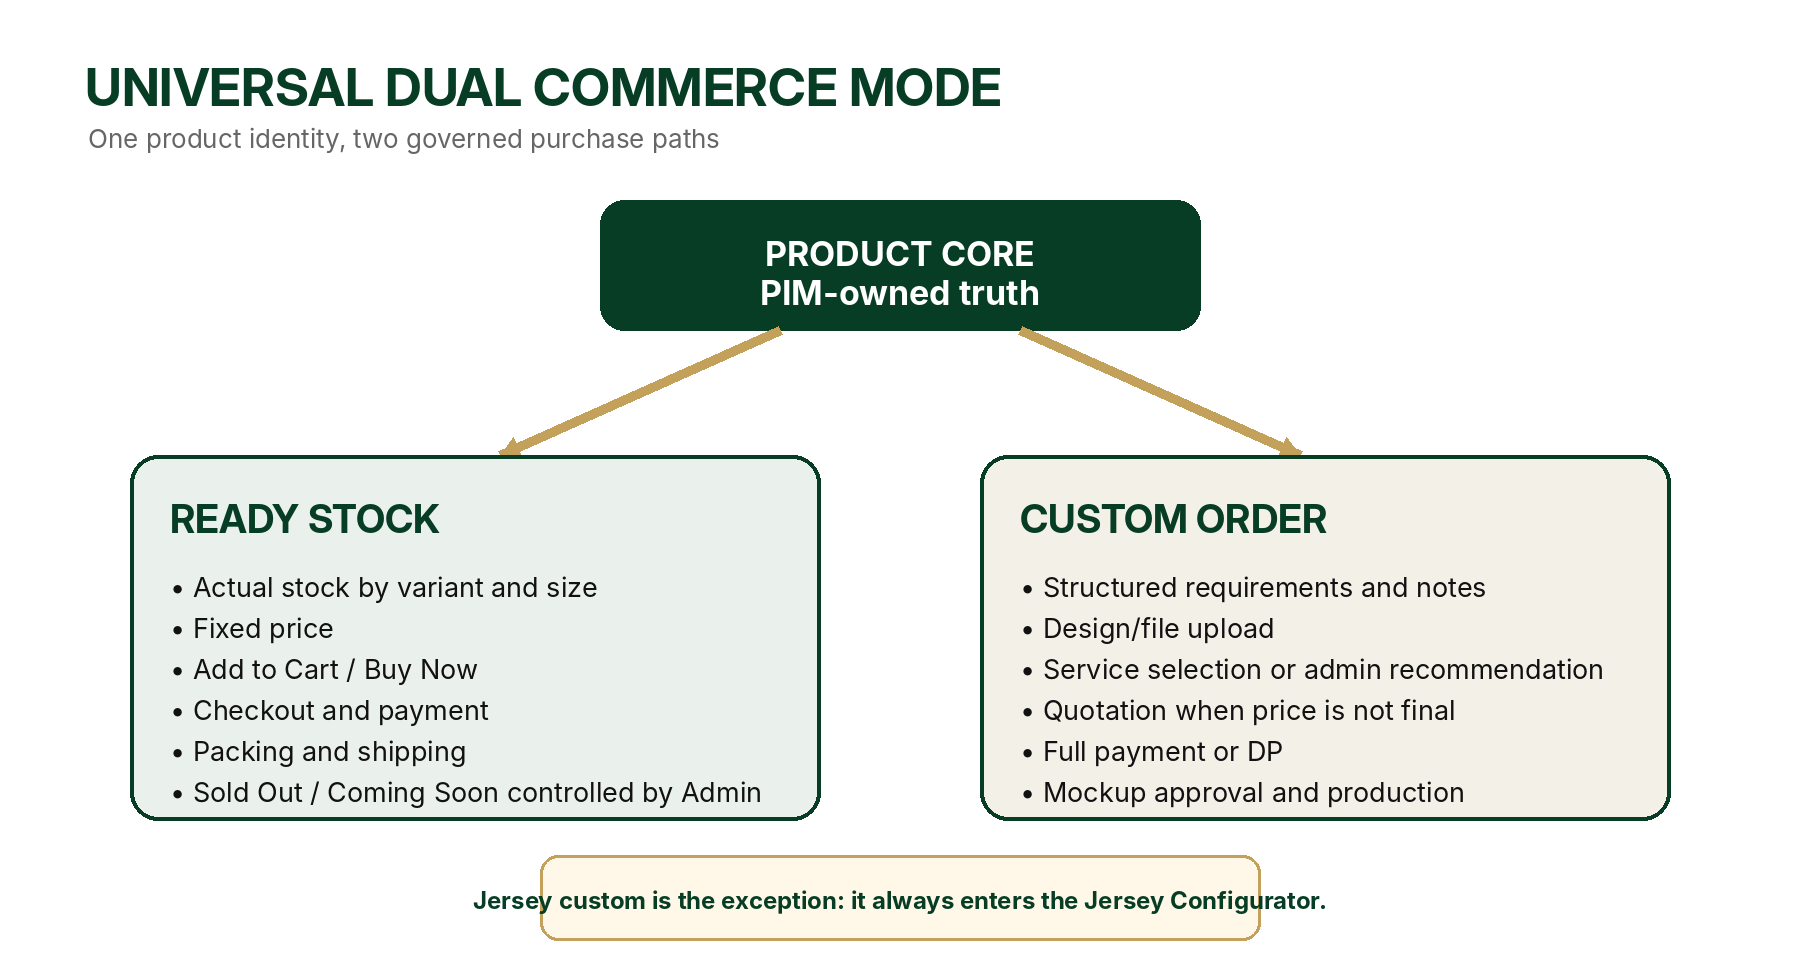 UNIVERSAL DUAL COMMERCE MODE
One product identity, two governed purchase paths
PRODUCT CORE
PIM-owned truth
READY STOCK
• Actual stock by variant and size
• Fixed price
• Add to Cart / Buy Now
• Checkout and payment
• Packing and shipping
• Sold Out / Coming Soon controlled by Admin
CUSTOM ORDER
• Structured requirements and notes
• Design/file upload
• Service selection or admin recommendation
• Quotation when price is not final
• Full payment or DP
• Mockup approval and production
Jersey custom is the exception: it always enters the Jersey Configurator.